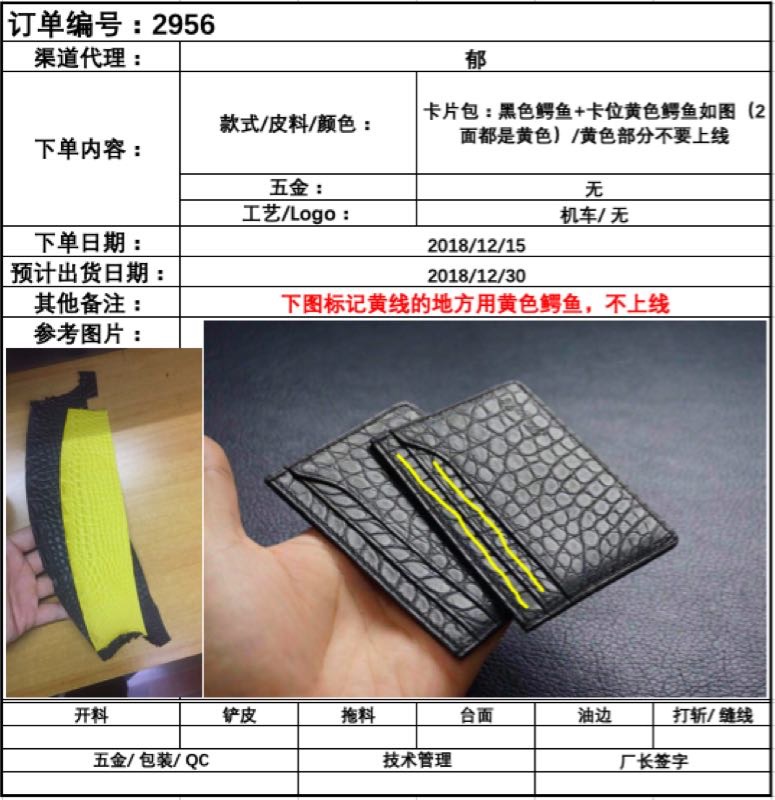 订单编号：2956
渠道代理： 郁
下单内容： 款式/皮料/颜色： 卡片包：黑色鳄鱼+卡位黄色鳄鱼如图（2
面都是黄色）/黄色部分不要上线
五金： 无
工艺/Logo： 机车/ 无
下单日期： 2018/12/15
预计出货日期： 2018/12/30
其他备注： 下图标记黄线的地方用黄色鳄鱼，不上线
参考图片：
开料 铲皮 拖料 台面 油边 打斩/ 缝线
五金/ 包装/ QC 技术管理 厂长签字